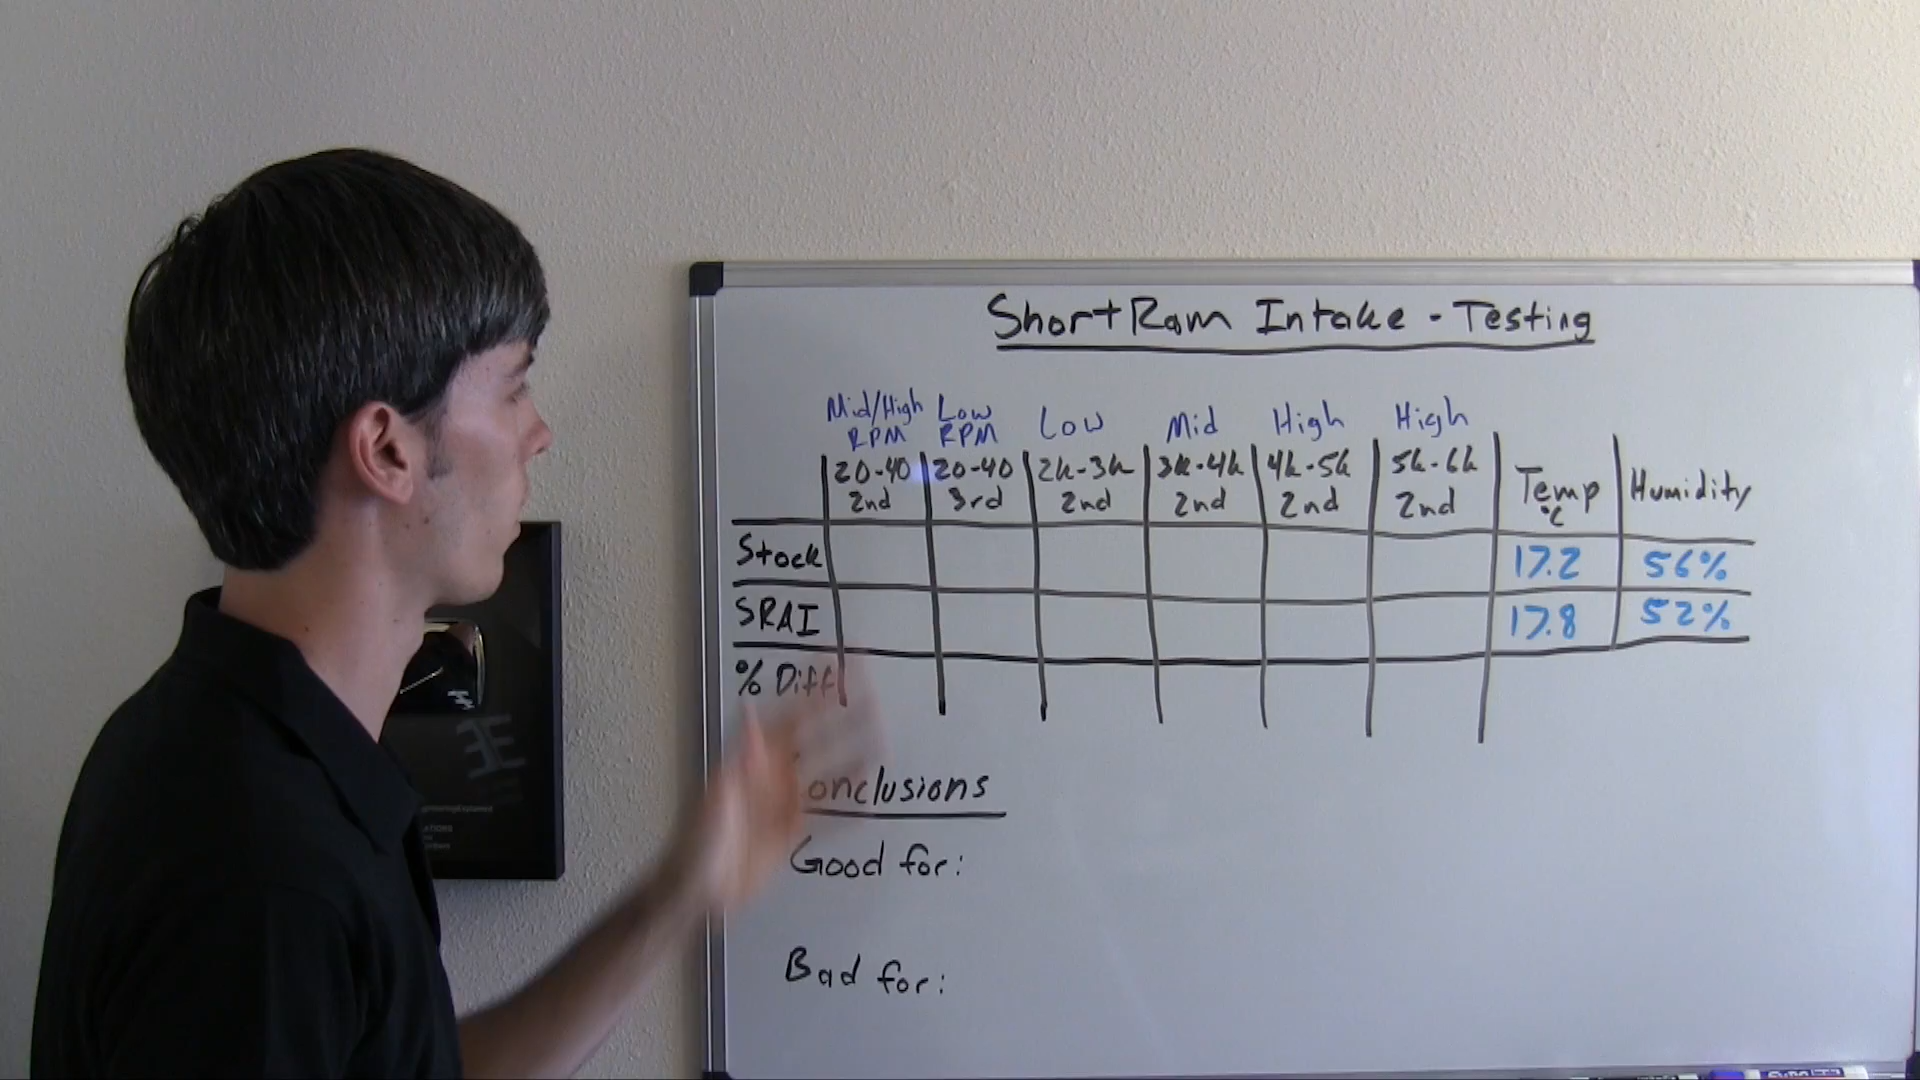 Short Ram Intake - Testing
Mid/High RPM Low RPM Low Mid High High
20-40 2nd 20-40 3rd 2k-3k 2nd 3k-4k 2nd 4k-5k 2nd 5k-6k 2nd Temp °C Humidity
Stock 17.2 56%
SRAI 17.8 52%
% Diff
onclusions
Good for:
Bad for: